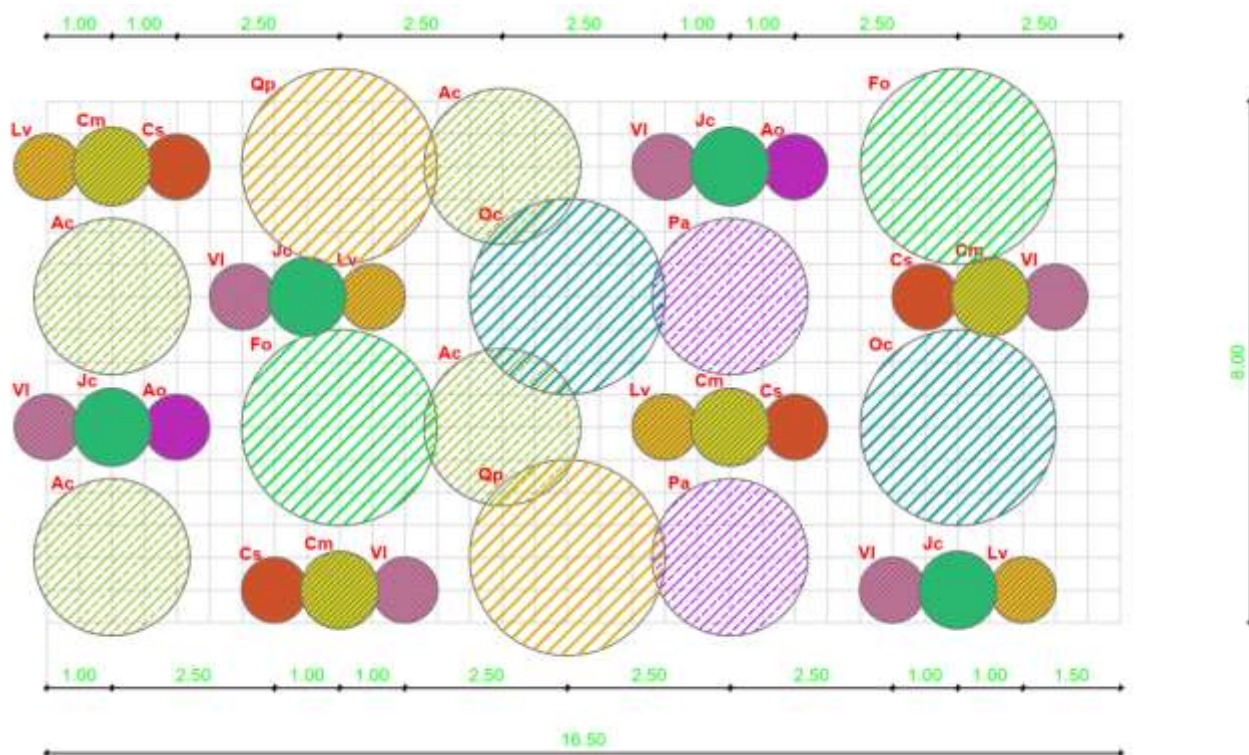 1.00 1.00 2.50 2.50 2.50 1.00 1.00 2.50 2.50
Qp Ac Fo
Lv Cm Cs Vl Jc Ao
Ac Oc Pa
Vl Jc Lv Cs Cm Vl
Fo Ac Oc
Vl Jc Ao Lv Cm Cs
Ac Qp Pa
Cs Cm Vl Vl Jc Lv
8.00
1.00 2.50 1.00 1.00 2.50 2.50 2.50 1.00 1.00 1.50
16.50